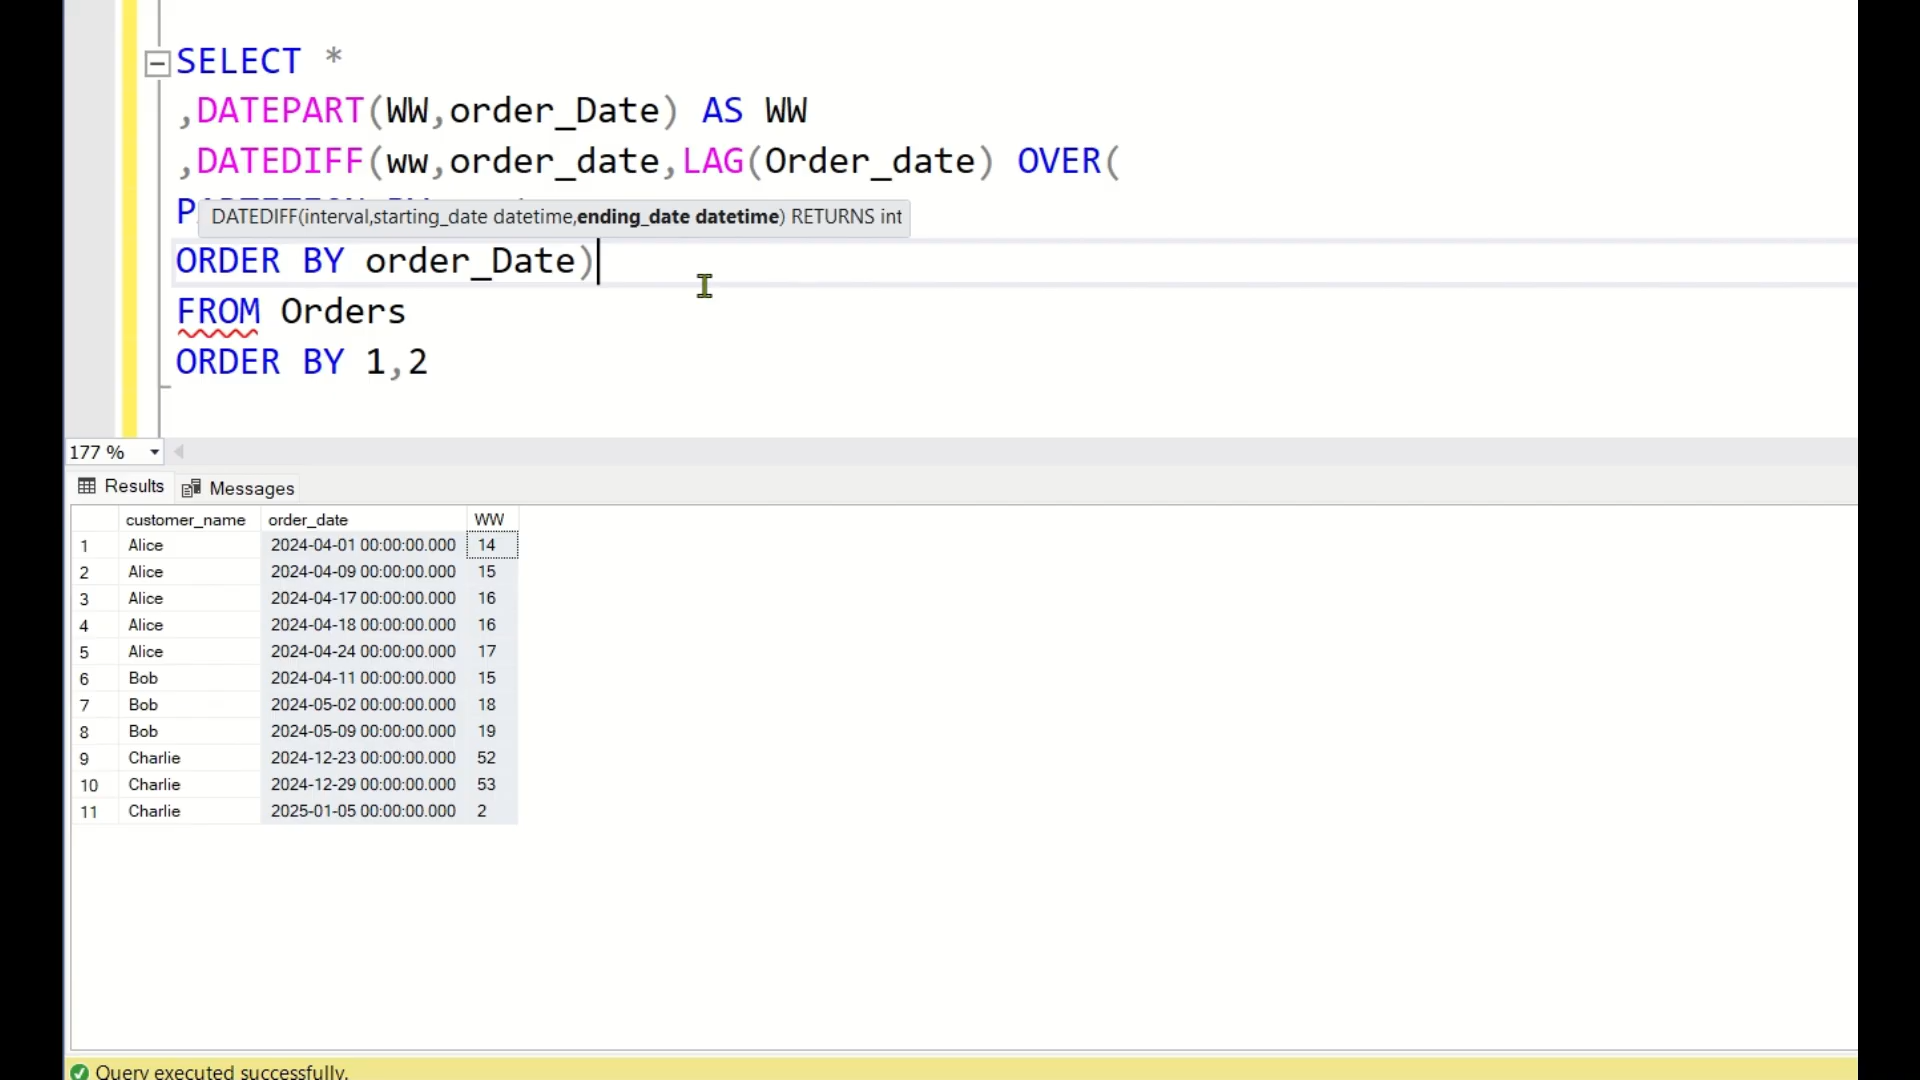 SELECT *
,DATEPART(WW,order_Date) AS WW
,DATEDIFF(ww,order_date,LAG(Order_date) OVER(
DATEDIFF(interval,starting_date datetime,ending_date datetime) RETURNS int
ORDER BY order_Date)
FROM Orders
ORDER BY 1,2
177 %
Results Messages
customer_name order_date WW
1 Alice 2024-04-01 00:00:00.000 14
2 Alice 2024-04-09 00:00:00.000 15
3 Alice 2024-04-17 00:00:00.000 16
4 Alice 2024-04-18 00:00:00.000 16
5 Alice 2024-04-24 00:00:00.000 17
6 Bob 2024-04-11 00:00:00.000 15
7 Bob 2024-05-02 00:00:00.000 18
8 Bob 2024-05-09 00:00:00.000 19
9 Charlie 2024-12-23 00:00:00.000 52
10 Charlie 2024-12-29 00:00:00.000 53
11 Charlie 2025-01-05 00:00:00.000 2
Query executed successfully.